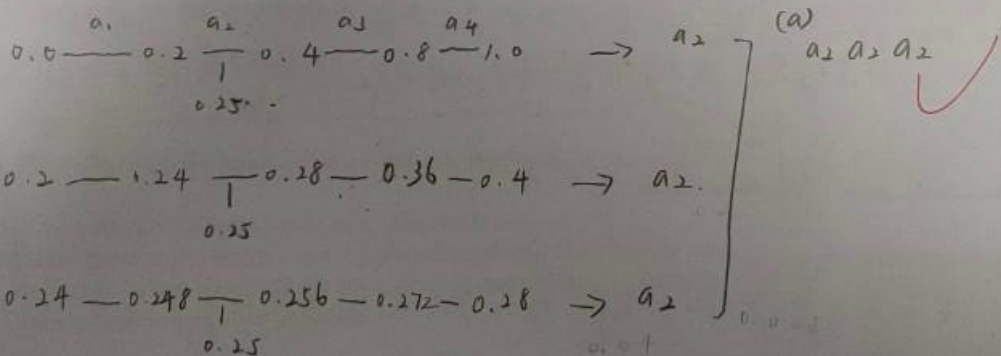 a₁ a₂ a₃ a₄ (a)
0.0 — 0.2 — 0.4 — 0.8 — 1.0 → a₂ a₂ a₂ a₂
0.25
0.2 — 0.24 — 0.28 — 0.36 — 0.4 → a₂.
0.25
0.24 — 0.248 — 0.256 — 0.272 — 0.28 → a₂
0.25